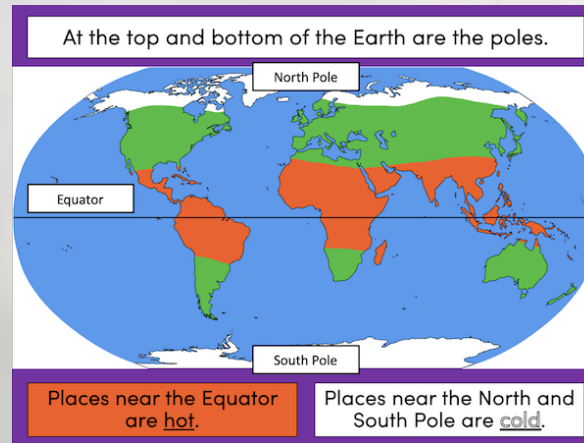 At the top and bottom of the Earth are the poles.
North Pole
Equator
South Pole
Places near the Equator
are hot.
Places near the North and
South Pole are cold.